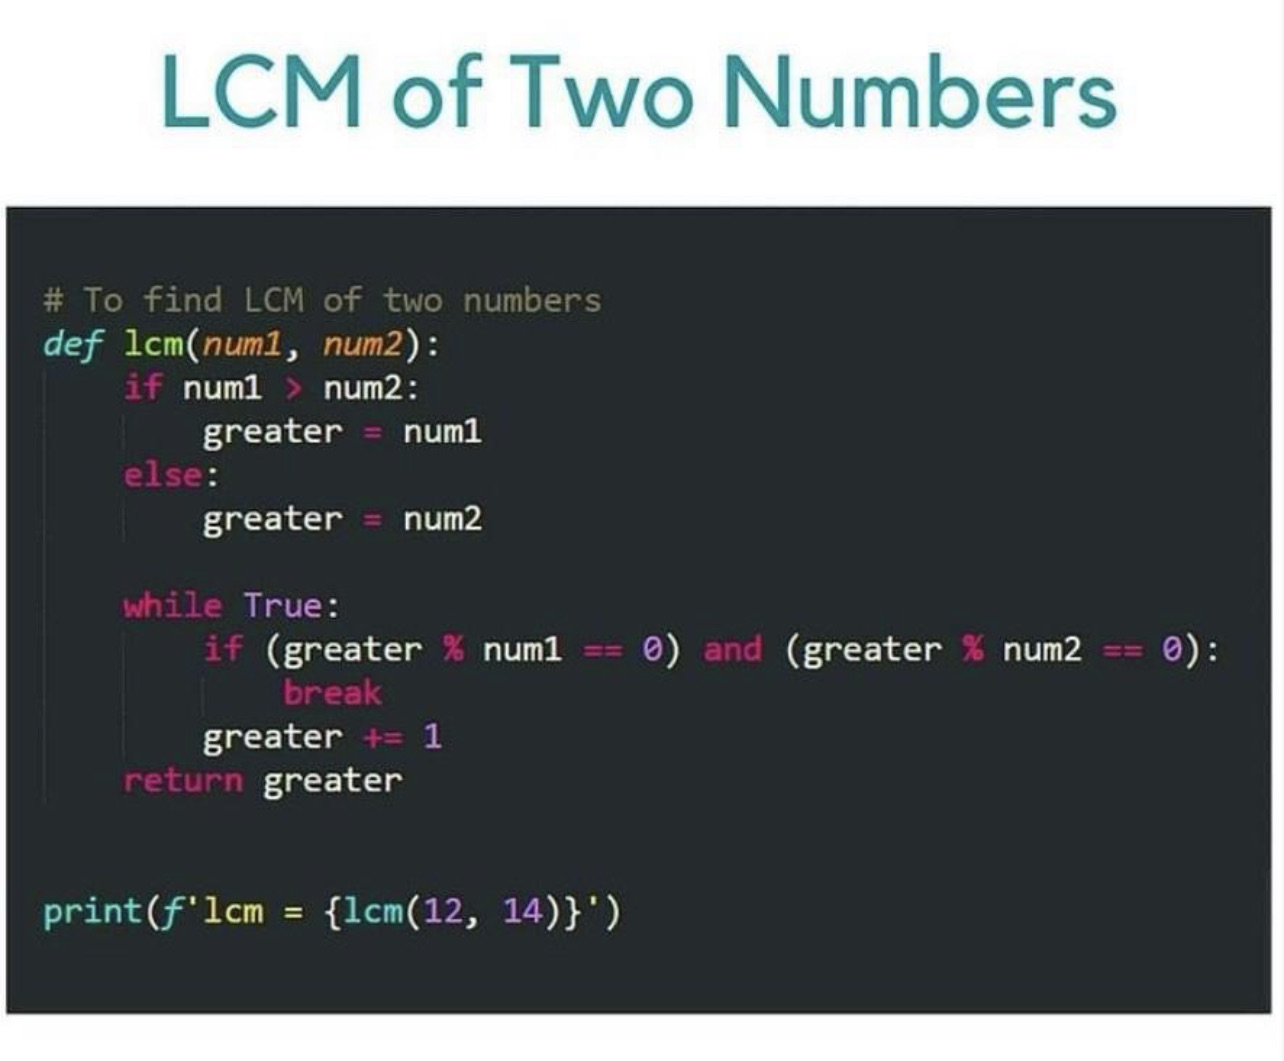 LCM of Two Numbers
# To find LCM of two numbers
def lcm(num1, num2):
    if num1 > num2:
        greater = num1
    else:
        greater = num2
    while True:
        if (greater % num1 == 0) and (greater % num2 == 0):
            break
        greater += 1
    return greater
print(f'lcm = {lcm(12, 14)}')